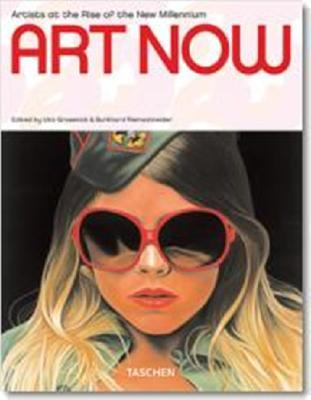 Artists at the Rise of the New Millennium
ART NOW
Edited by Uta Grosenick & Burkhard Riemschneider
TASCHEN